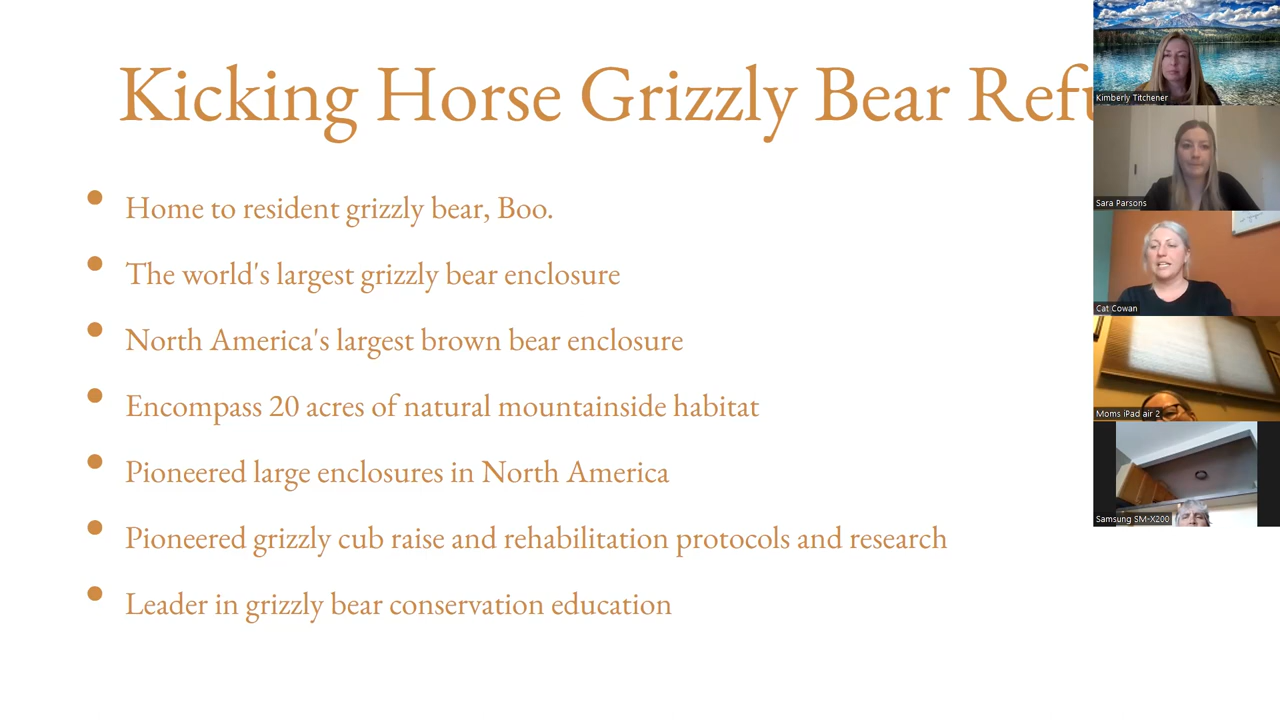 Kicking Horse Grizzly Bear Refu
Home to resident grizzly bear, Boo.
The world's largest grizzly bear enclosure
North America's largest brown bear enclosure
Encompass 20 acres of natural mountainside habitat
Pioneered large enclosures in North America
Pioneered grizzly cub raise and rehabilitation protocols and research
Leader in grizzly bear conservation education
Kimberly Titchener
Sara Parsons
Cat Cowan
Moms iPad air 2
Samsung SM-X200